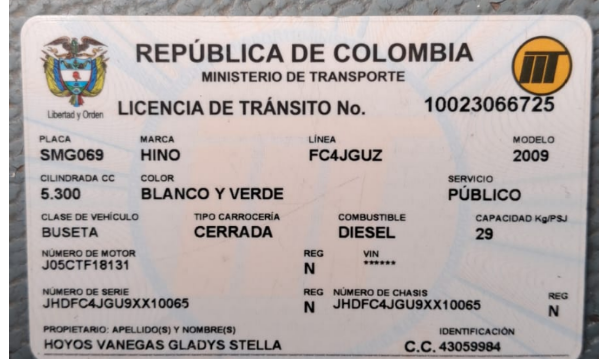 REPÚBLICA DE COLOMBIA
MINISTERIO DE TRANSPORTE
Libertad y Orden
LICENCIA DE TRÁNSITO No. 10023066725
PLACA MARCA LÍNEA MODELO
SMG069 HINO FC4JGUZ 2009
CILINDRADA CC COLOR SERVICIO
5.300 BLANCO Y VERDE PÚBLICO
CLASE DE VEHÍCULO TIPO CARROCERÍA COMBUSTIBLE CAPACIDAD Kg/PSJ
BUSETA CERRADA DIESEL 29
NÚMERO DE MOTOR REG VIN
J05CTF18131 N ******
NÚMERO DE SERIE REG NÚMERO DE CHASIS REG
JHDFC4JGU9XX10065 N JHDFC4JGU9XX10065 N
PROPIETARIO: APELLIDO(S) Y NOMBRE(S) IDENTIFICACIÓN
HOYOS VANEGAS GLADYS STELLA C.C. 43059984